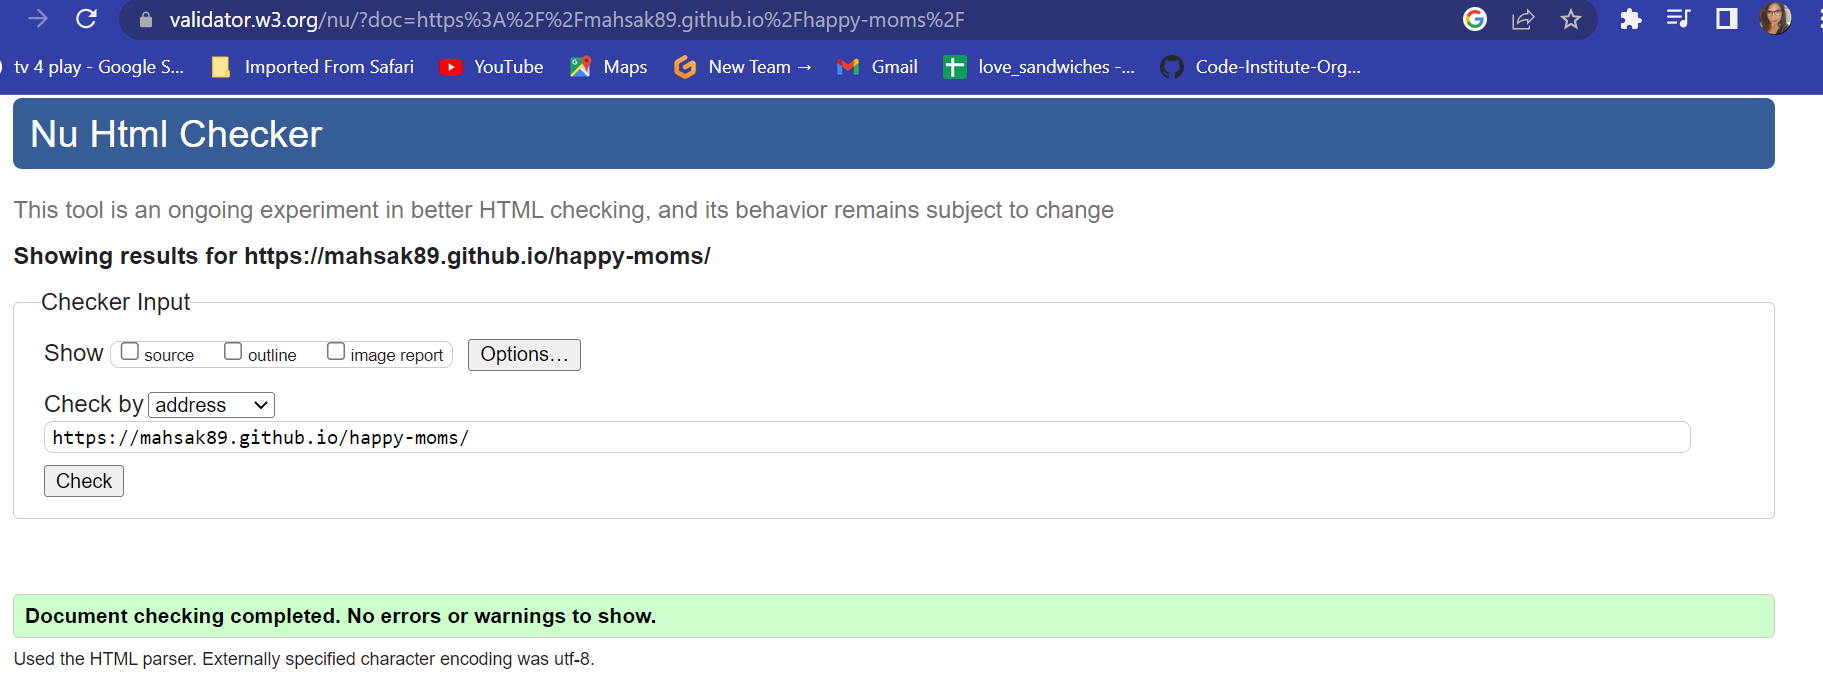 validator.w3.org/nu/?doc=https%3A%2F%2Fmahsak89.github.io%2Fhappy-moms%2F
tv 4 play - Google S... Imported From Safari YouTube Maps New Team → Gmail love_sandwiches -... Code-Institute-Org...
Nu Html Checker
This tool is an ongoing experiment in better HTML checking, and its behavior remains subject to change
Showing results for https://mahsak89.github.io/happy-moms/
Checker Input
Show source outline image report Options...
Check by address
https://mahsak89.github.io/happy-moms/
Check
Document checking completed. No errors or warnings to show.
Used the HTML parser. Externally specified character encoding was utf-8.